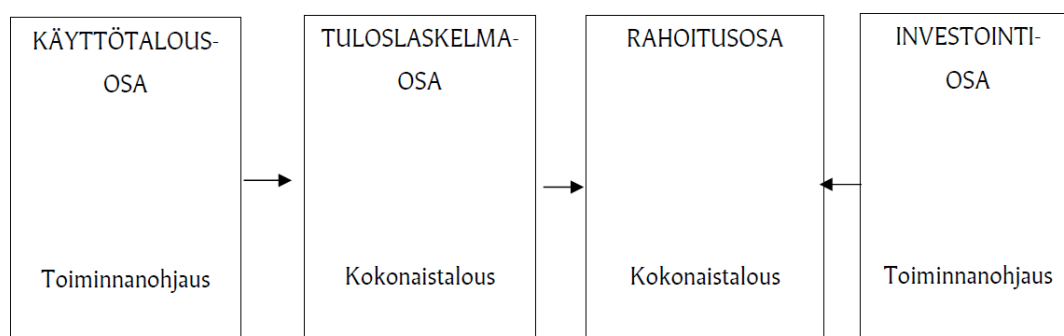 KÄYTTÖTALOUS-
OSA
Toiminnanohjaus
TULOSLASKELMA-
OSA
Kokonaistalous
RAHOITUSOSA
Kokonaistalous
INVESTOINTI-
OSA
Toiminnanohjaus